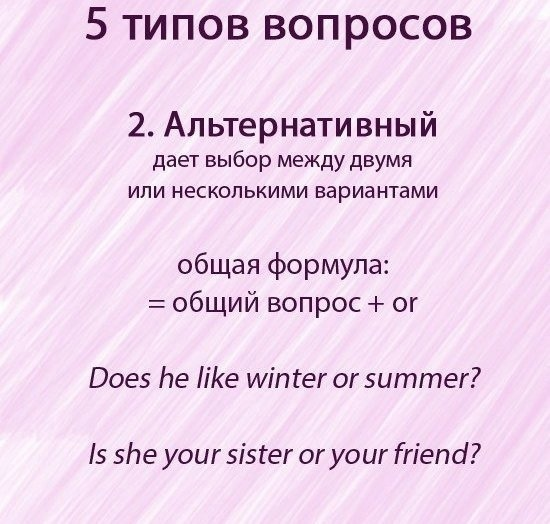 5 типов вопросов
2. Альтернативный
дает выбор между двумя
или несколькими вариантами
общая формула:
= общий вопрос + or
Does he like winter or summer?
Is she your sister or your friend?